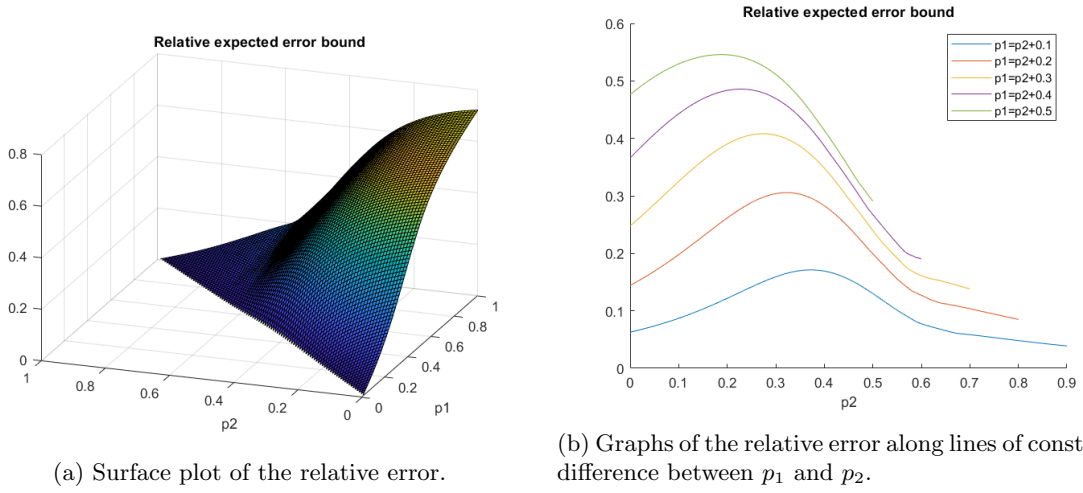 Relative expected error bound
0.8
0.6
0.4
0.2
0
1
0.8
0.6
0.4
0.2
0
p2
0
0.2
0.4
0.6
0.8
1
p1
(a) Surface plot of the relative error.
Relative expected error bound
0.6
0.5
0.4
0.3
0.2
0.1
0
p1=p2+0.1
p1=p2+0.2
p1=p2+0.3
p1=p2+0.4
p1=p2+0.5
0 0.1 0.2 0.3 0.4 0.5 0.6 0.7 0.8 0.9
p2
(b) Graphs of the relative error along lines of const
difference between p₁ and p₂.